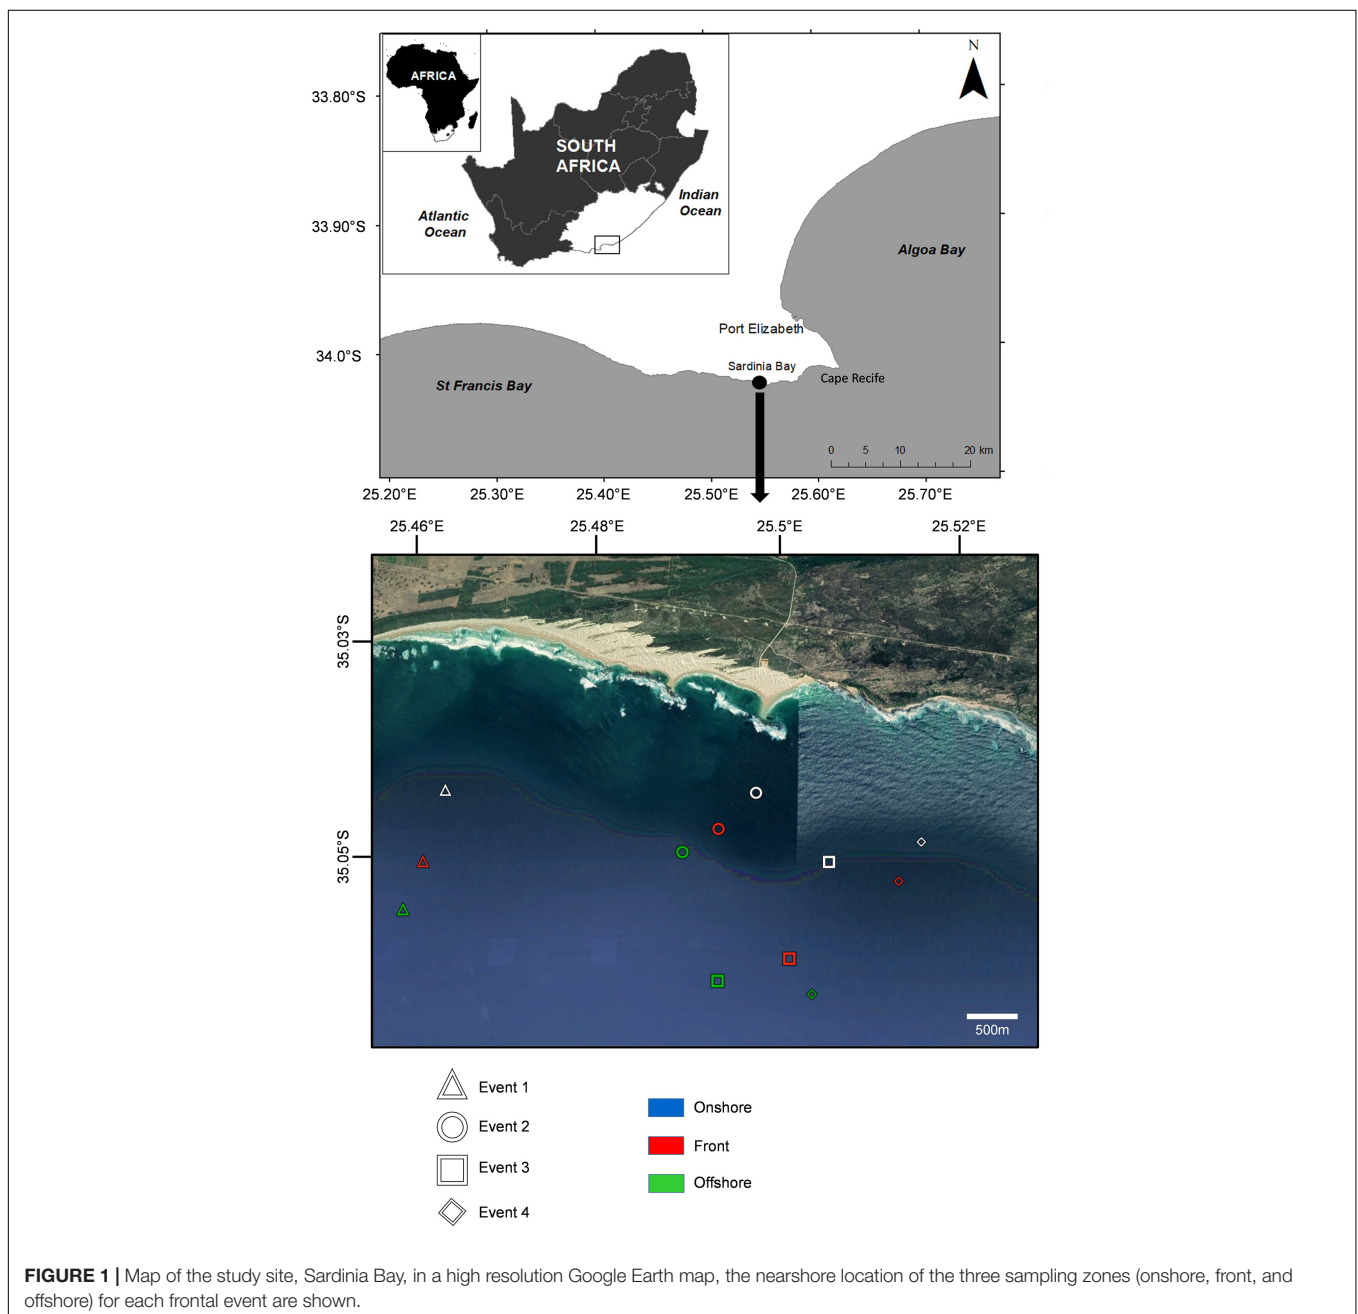 N
AFRICA
33.80°S
SOUTH
AFRICA
Indian
Ocean
Atlantic
Ocean
33.90°S
Algoa Bay
Port Elizabeth
34.0°S
Sardinia Bay
Cape Recife
St Francis Bay
0 5 10 20 km
25.20°E 25.30°E 25.40°E 25.50°E 25.60°E 25.70°E
25.46°E 25.48°E 25.5°E 25.52°E
35.03°S
35.05°S
500m
Event 1
Event 2
Event 3
Event 4
Onshore
Front
Offshore
FIGURE 1 | Map of the study site, Sardinia Bay, in a high resolution Google Earth map, the nearshore location of the three sampling zones (onshore, front, and
offshore) for each frontal event are shown.